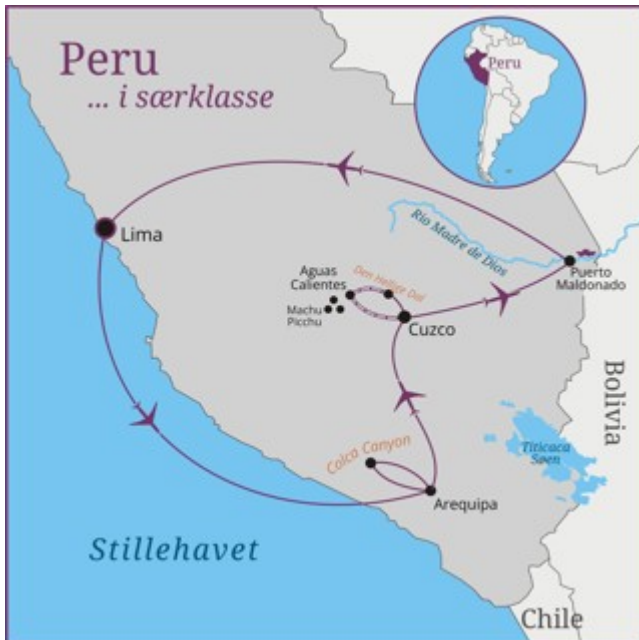 Peru
... i særklasse
Peru
Lima
Rio Madre de Dios
Puerto
Maldonado
Aguas
Calientes
Den Hellige Dal
Machu
Picchu
Cuzco
Bolivia
Colca Canyon
Titicaca
Søen
Arequipa
Stillehavet
Chile